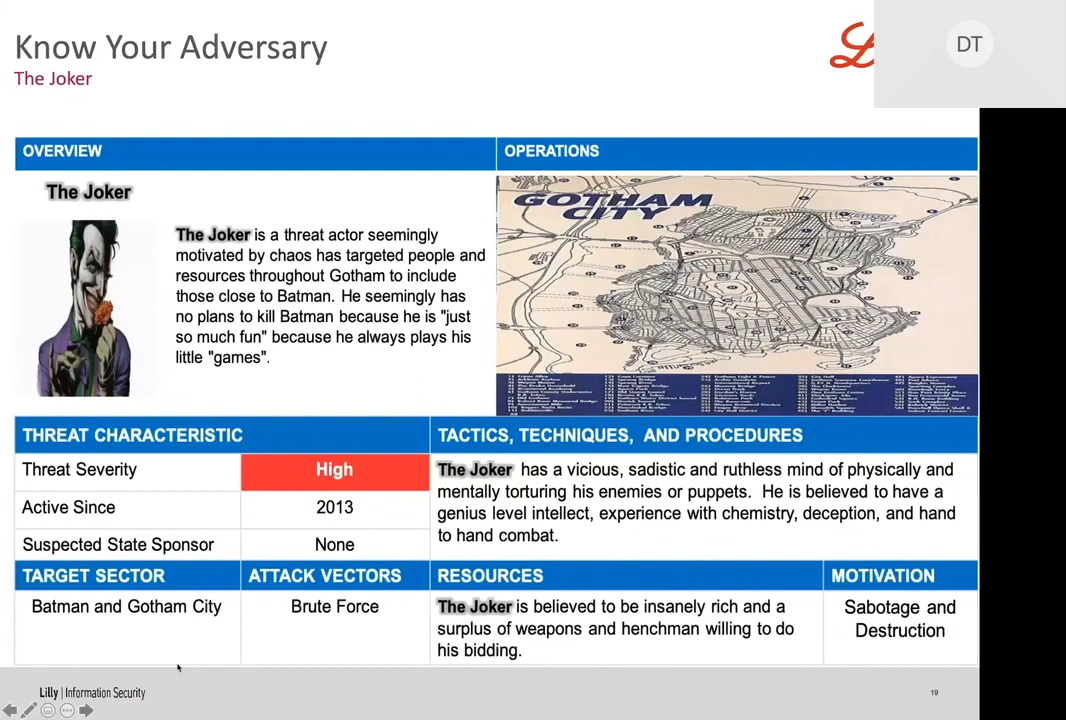 Know Your Adversary
The Joker
DT
OVERVIEW
OPERATIONS
The Joker
The Joker is a threat actor seemingly
motivated by chaos has targeted people and
resources throughout Gotham to include
those close to Batman. He seemingly has
no plans to kill Batman because he is "just
so much fun" because he always plays his
little "games".
GOTHAM
CITY
THREAT CHARACTERISTIC
TACTICS, TECHNIQUES, AND PROCEDURES
Threat Severity
High
Active Since
2013
Suspected State Sponsor
None
The Joker has a vicious, sadistic and ruthless mind of physically and
mentally torturing his enemies or puppets. He is believed to have a
genius level intellect, experience with chemistry, deception, and hand
to hand combat.
TARGET SECTOR
ATTACK VECTORS
RESOURCES
MOTIVATION
Batman and Gotham City
Brute Force
The Joker is believed to be insanely rich and a
surplus of weapons and henchman willing to do
his bidding.
Sabotage and
Destruction
Lilly | Information Security
19